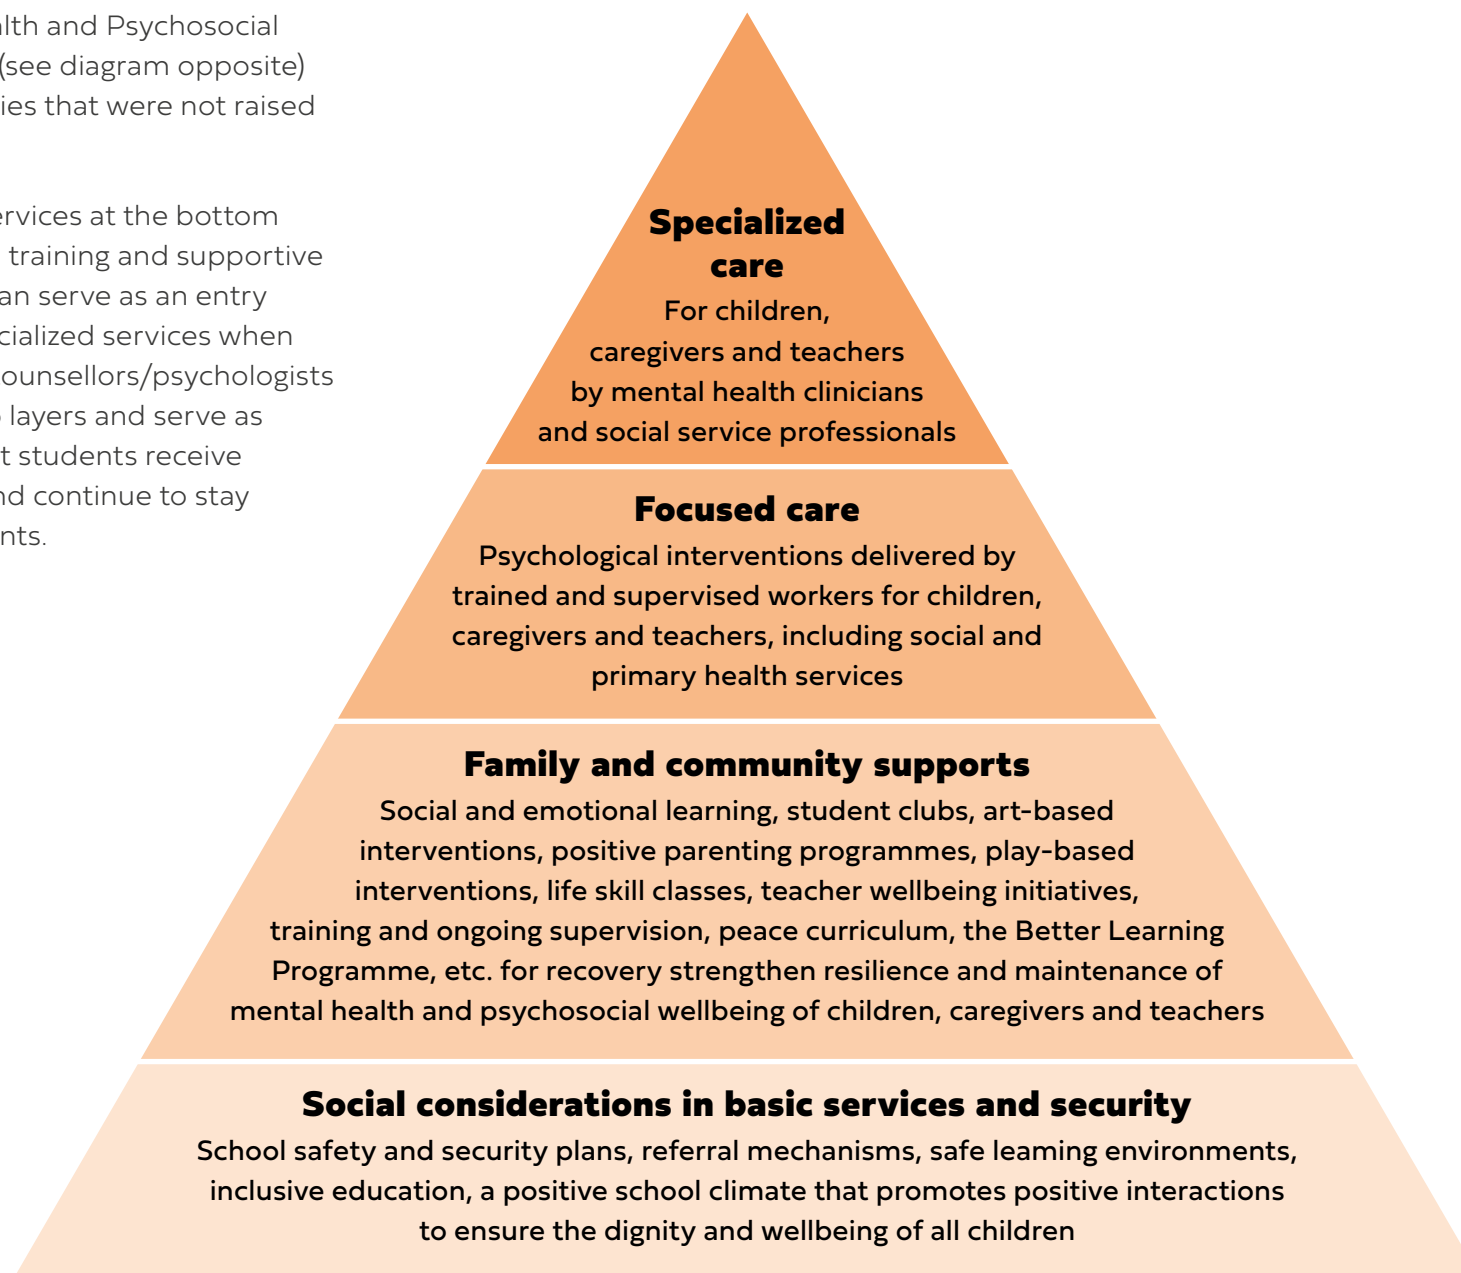 lth and Psychosocial
(see diagram opposite)
ies that were not raised
ervices at the bottom
training and supportive
an serve as an entry
cialized services when
ounsellors/psychologists
layers and serve as
t students receive
nd continue to stay
nts.
Specialized
care
For children,
caregivers and teachers
by mental health clinicians
and social service professionals
Focused care
Psychological interventions delivered by
trained and supervised workers for children,
caregivers and teachers, including social and
primary health services
Family and community supports
Social and emotional learning, student clubs, art-based
interventions, positive parenting programmes, play-based
interventions, life skill classes, teacher wellbeing initiatives,
training and ongoing supervision, peace curriculum, the Better Learning
Programme, etc. for recovery strengthen resilience and maintenance of
mental health and psychosocial wellbeing of children, caregivers and teachers
Social considerations in basic services and security
School safety and security plans, referral mechanisms, safe leaming environments,
inclusive education, a positive school climate that promotes positive interactions
to ensure the dignity and wellbeing of all children